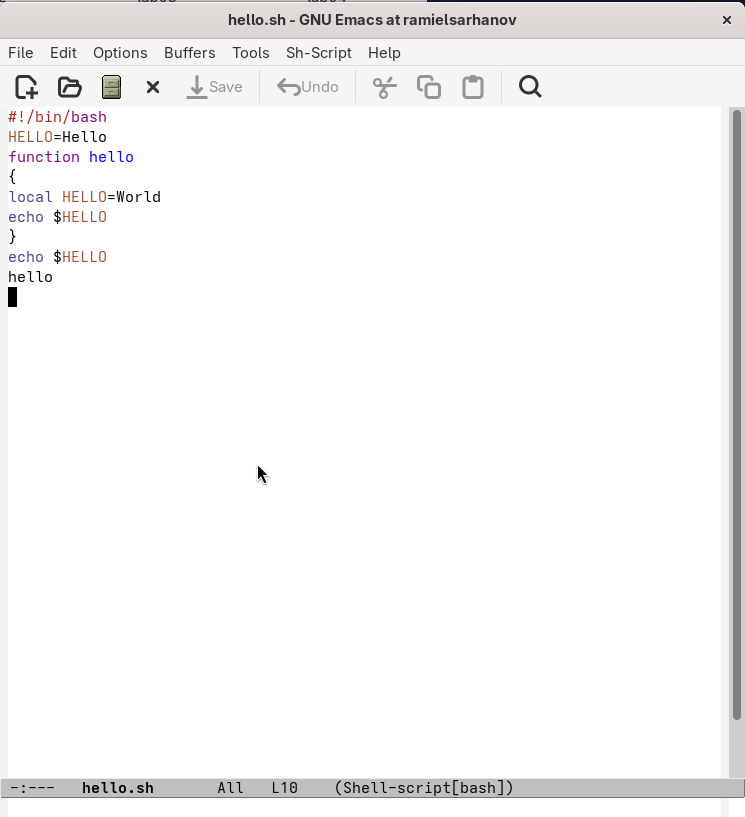 hello.sh - GNU Emacs at ramielsarhanov
File Edit Options Buffers Tools Sh-Script Help
Save Undo
#!/bin/bash
HELLO=Hello
function hello
{
local HELLO=World
echo $HELLO
}
echo $HELLO
hello
-:--- hello.sh All L10 (Shell-script[bash])